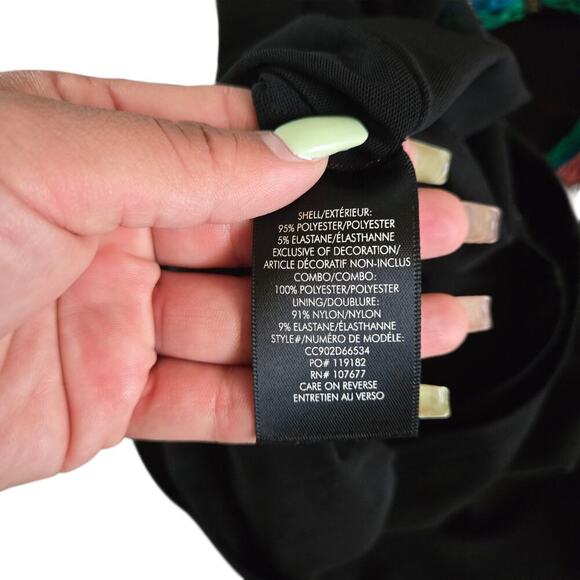 SHELL/EXTÉRIEUR:
95% POLYESTER/POLYESTER
5% ELASTANE/ÉLASTHANNE
EXCLUSIVE OF DECORATION/
ARTICLE DÉCORATIF NON-INCLUS
COMBO/COMBO:
100% POLYESTER/POLYESTER
LINING/DOUBLURE:
91% NYLON/NYLON
9% ELASTANE/ÉLASTHANNE
STYLE#/NUMÉRO DE MODÈLE:
CC902D66534
PO# 119182
RN# 107677
CARE ON REVERSE
ENTRETIEN AU VERSO